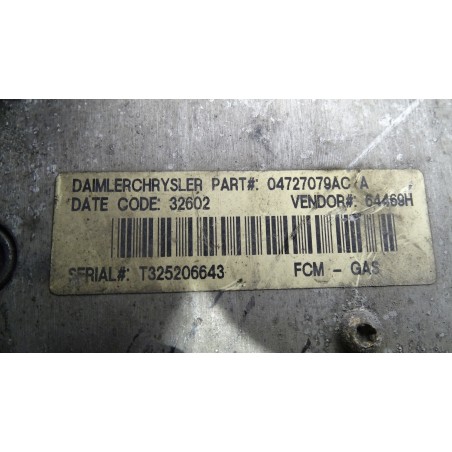 DAIMLERCHRYSLER PART#: 04727079AC A
DATE CODE: 32602 VENDOR#: 64469H
SERIAL#: T325206643 FCM - GAS